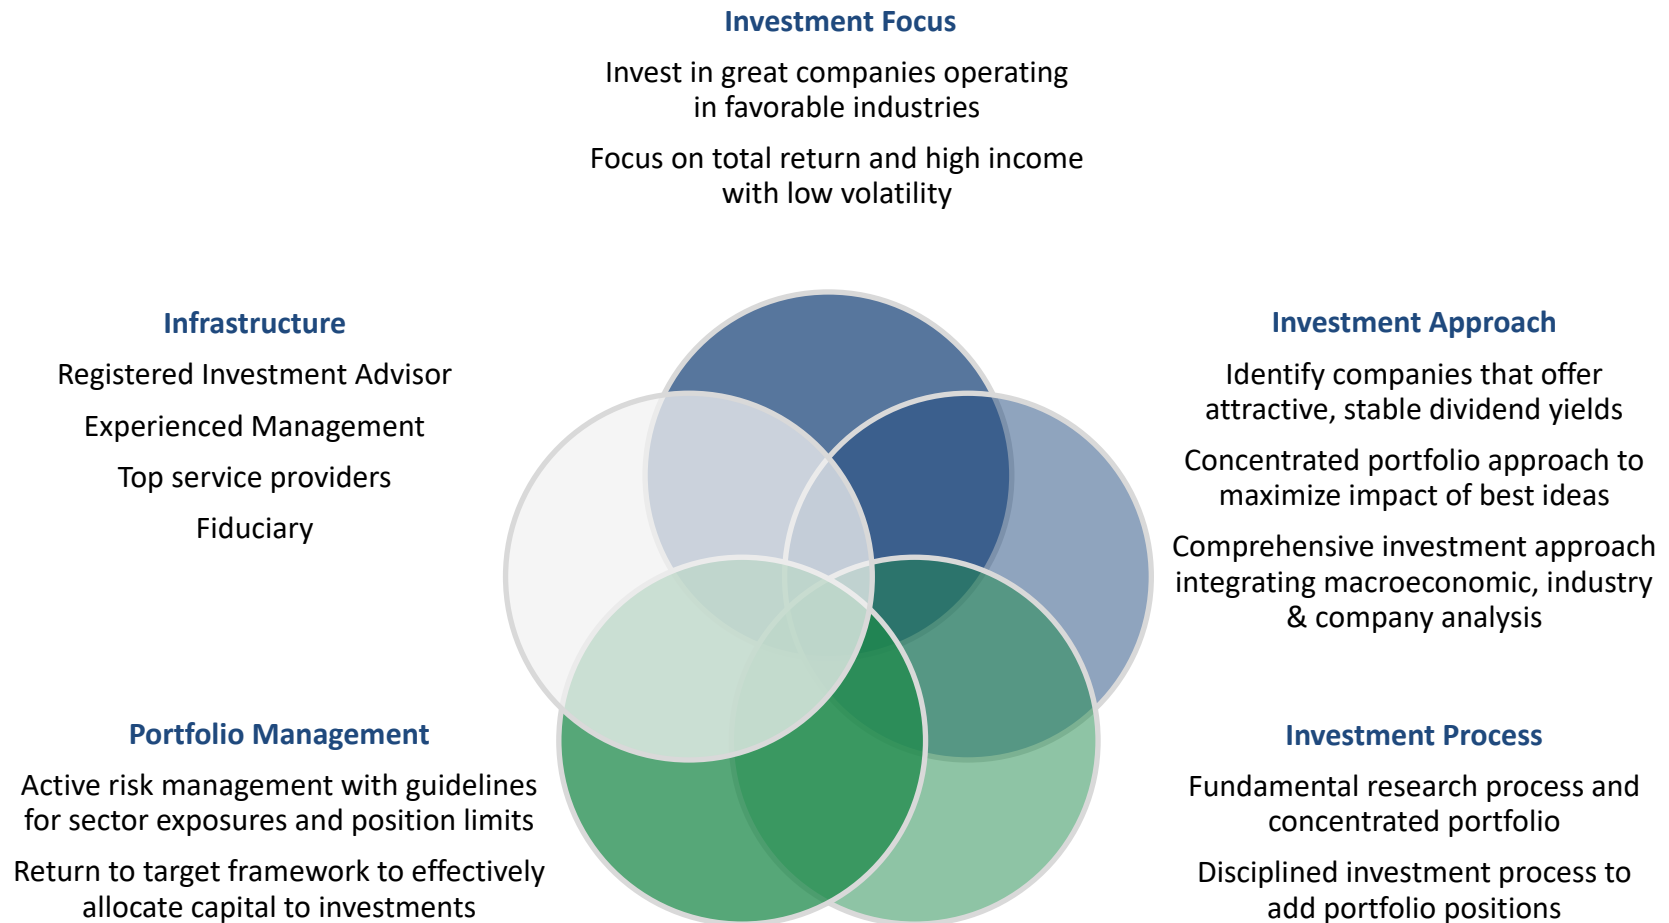 Investment Focus
Invest in great companies operating
in favorable industries
Focus on total return and high income
with low volatility
Infrastructure
Registered Investment Advisor
Experienced Management
Top service providers
Fiduciary
Investment Approach
Identify companies that offer
attractive, stable dividend yields
Concentrated portfolio approach to
maximize impact of best ideas
Comprehensive investment approach
integrating macroeconomic, industry
& company analysis
Portfolio Management
Active risk management with guidelines
for sector exposures and position limits
Return to target framework to effectively
allocate capital to investments
Investment Process
Fundamental research process and
concentrated portfolio
Disciplined investment process to
add portfolio positions